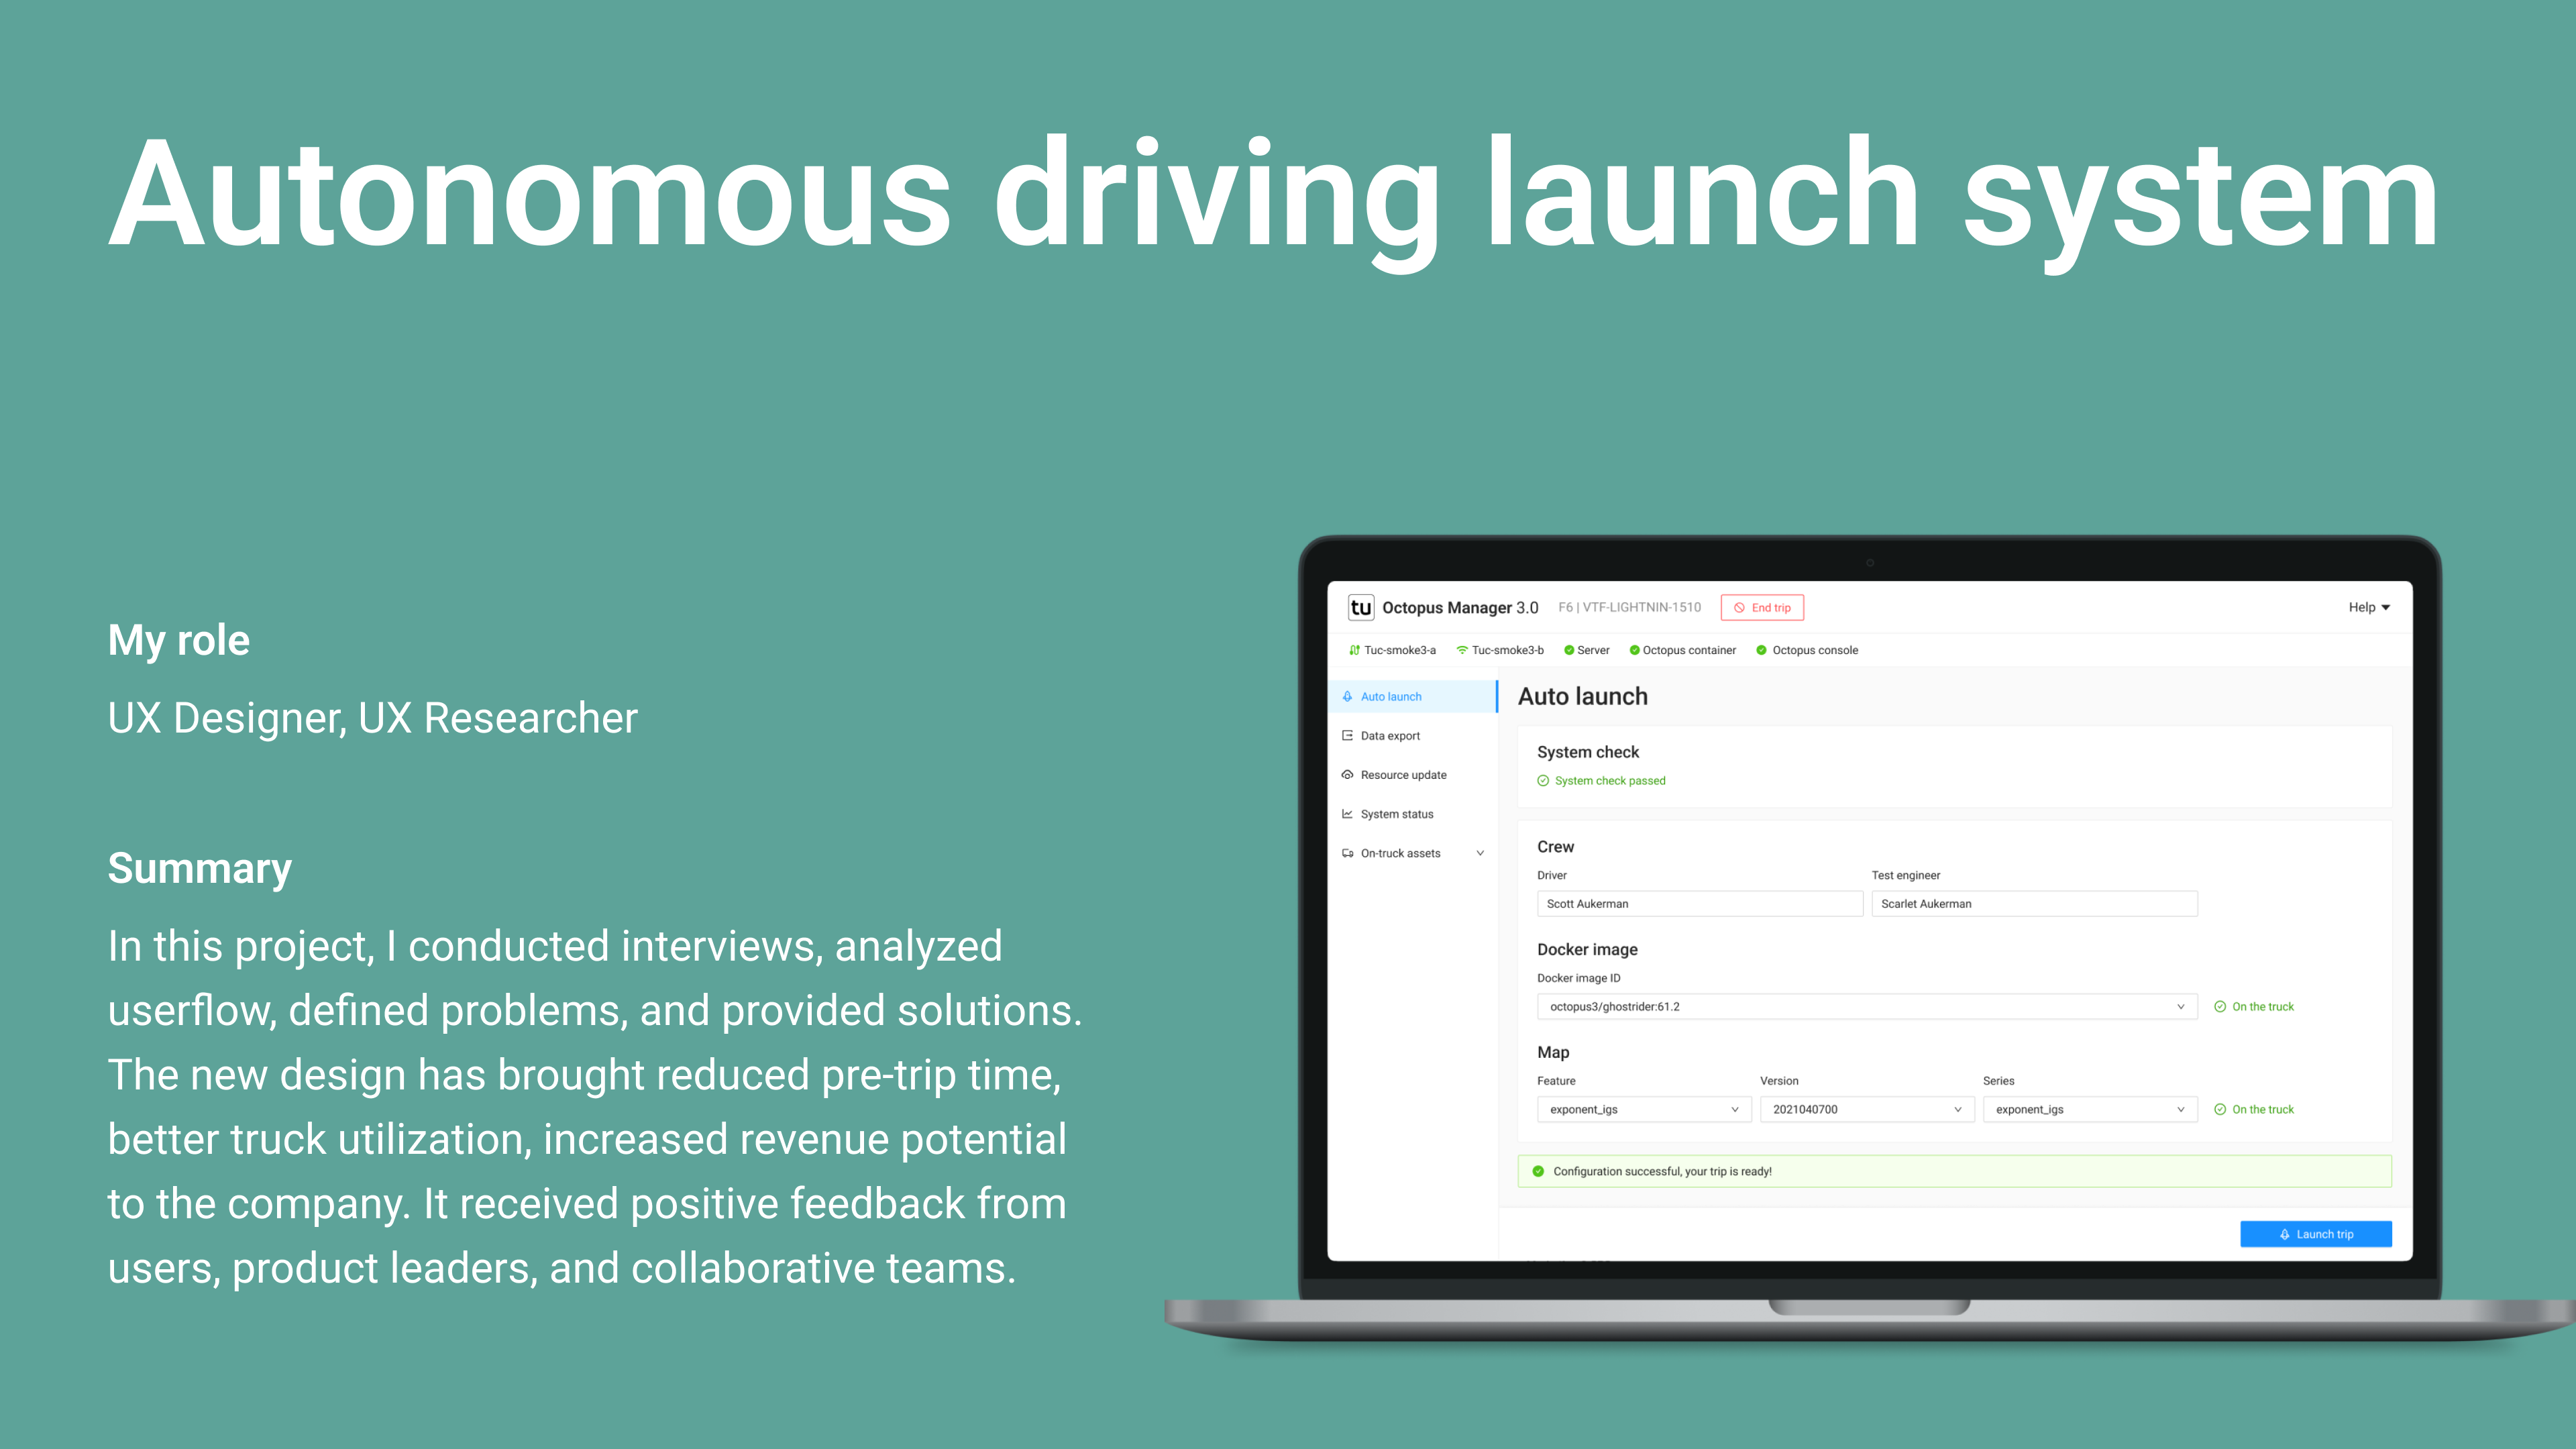 Autonomous driving launch system
My role
UX Designer, UX Researcher
Summary
In this project, I conducted interviews, analyzed
userflow, defined problems, and provided solutions.
The new design has brought reduced pre-trip time,
better truck utilization, increased revenue potential
to the company. It received positive feedback from
users, product leaders, and collaborative teams.
tu Octopus Manager 3.0 F6 | VTF-LIGHTNIN-1510 End trip Help
Tuc-smoke3-a Tuc-smoke3-b Server Octopus container Octopus console
Auto launch
Data export
Resource update
System status
On-truck assets
Auto launch
System check
System check passed
Crew
Driver Test engineer
Scott Aukerman Scarlet Aukerman
Docker image
Docker image ID
octopus3/ghostrider:61.2 On the truck
Map
Feature Version Series
exponent_igs 2021040700 exponent_igs On the truck
Configuration successful, your trip is ready!
Launch trip